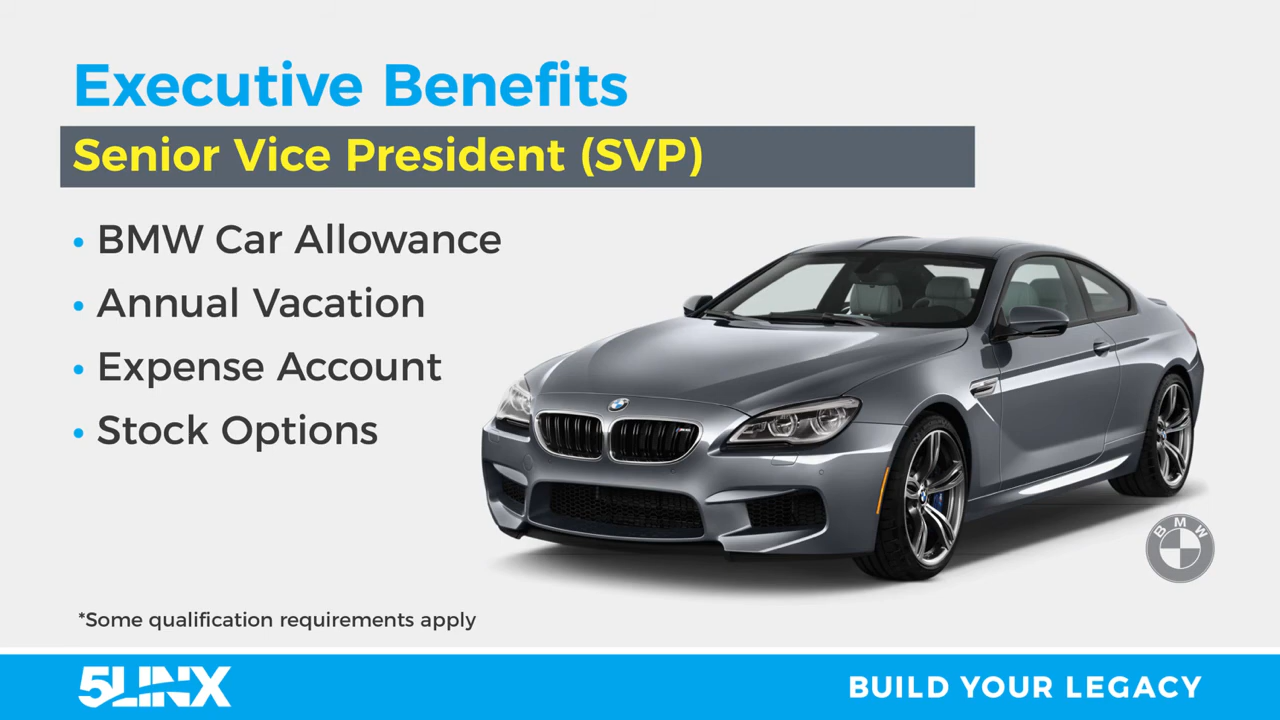 Executive Benefits
Senior Vice President (SVP)
• BMW Car Allowance
• Annual Vacation
• Expense Account
• Stock Options
BMW
*Some qualification requirements apply
5LINX
BUILD YOUR LEGACY